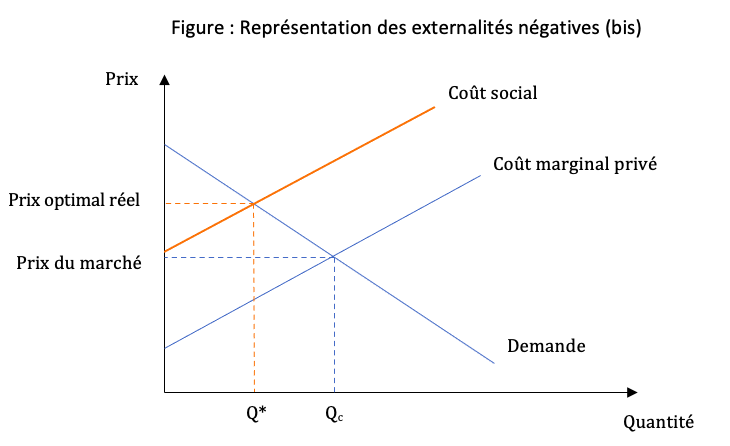 Figure : Représentation des externalités négatives (bis)
Prix
Coût social
Coût marginal privé
Prix optimal réel
Prix du marché
Demande
Q*
Qc
Quantité